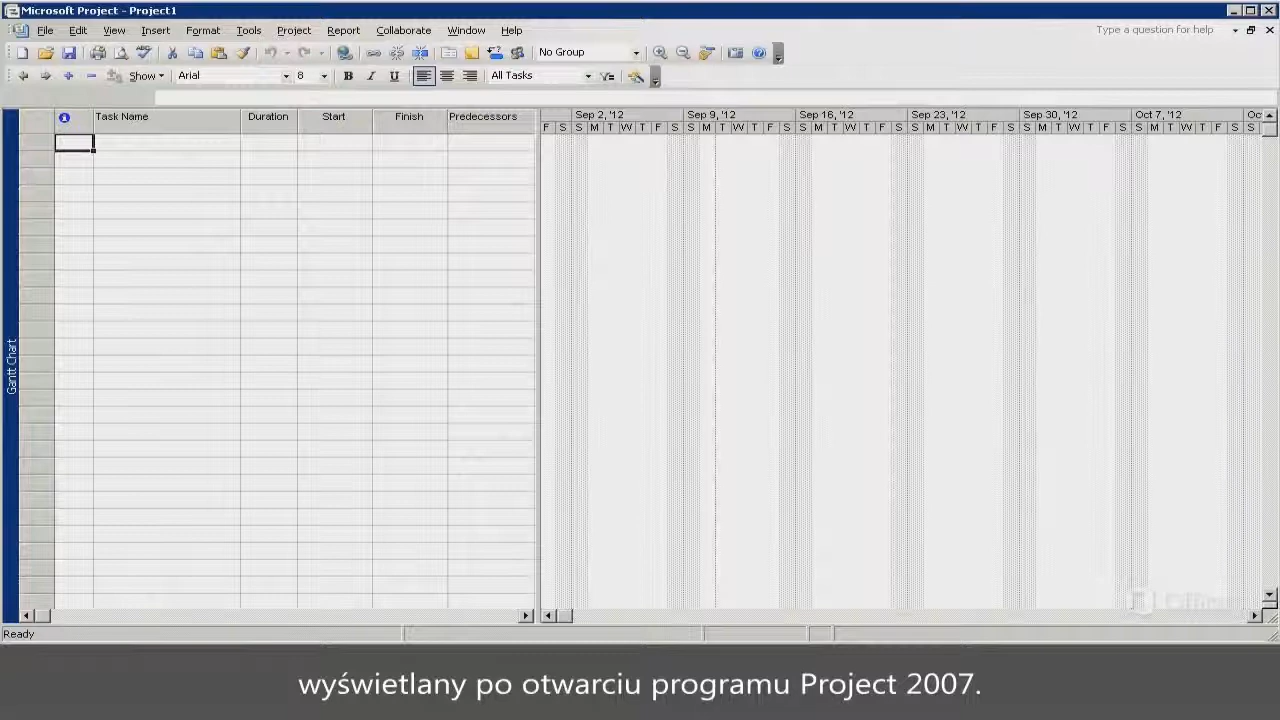 Microsoft Project - Project1
File Edit View Insert Format Tools Project Report Collaborate Window Help Type a question for help
No Group
Show Arial 8 B I U All Tasks
Task Name Duration Start Finish Predecessors Sep 2, '12 Sep 9, '12 Sep 16, '12 Sep 23, '12 Sep 30, '12 Oct 7, '12 Oc
F S S M T W T F S S M T W T F S S M T W T F S S M T W T F S S M T W T F S S M T W T F S S
Gantt Chart
Office
Ready
wyświetlany po otwarciu programu Project 2007.